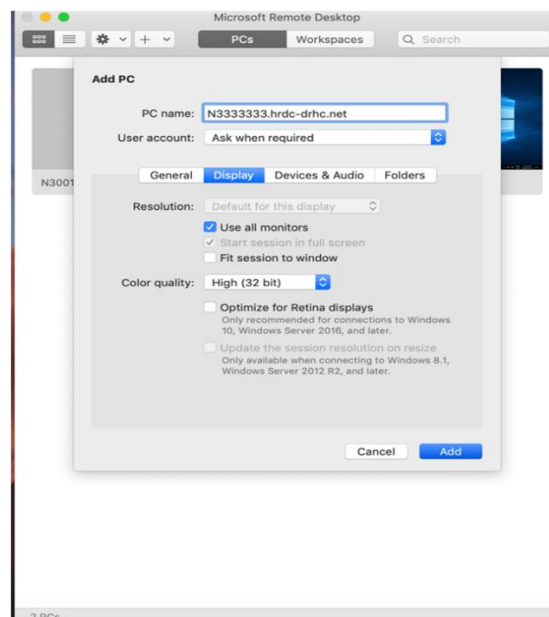 Microsoft Remote Desktop
PCs Workspaces Search
Add PC
PC name: N3333333.hrdc-drhc.net
User account: Ask when required
N3001
General Display Devices & Audio Folders
Resolution: Default for this display
Use all monitors
Start session in full screen
Fit session to window
Color quality: High (32 bit)
Optimize for Retina displays
Only recommended for connections to Windows
10, Windows Server 2016, and later.
Update the session resolution on resize
Only available when connecting to Windows 8.1,
Windows Server 2012 R2, and later.
Cancel Add